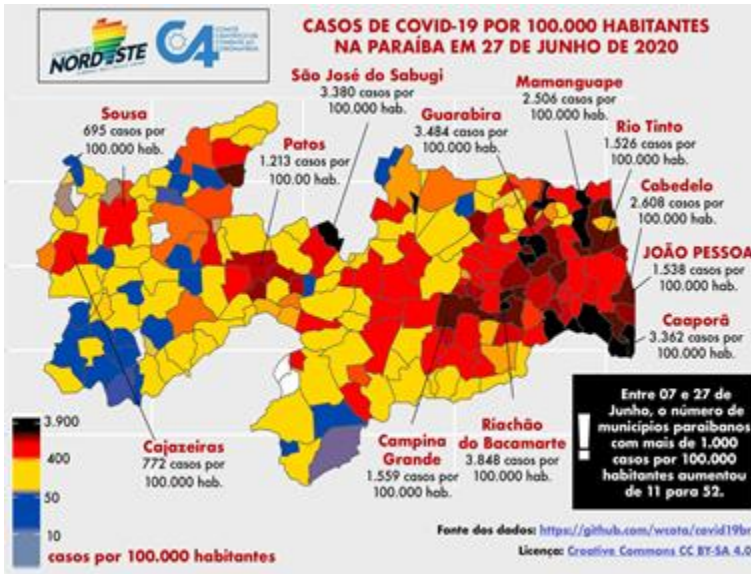 CONSÓRCIO
NORDESTE
C4
COMITÊ
CIENTÍFICO DE
COMBATE AO
CORONAVÍRUS
CASOS DE COVID-19 POR 100.000 HABITANTES
NA PARAÍBA EM 27 DE JUNHO DE 2020
São José do Sabugi
3.380 casos por
100.000 hab.
Mamanguape
2.506 casos por
100.000 hab.
Sousa
695 casos por
100.000 hab.
Guarabira
3.484 casos por
100.000 hab.
Rio Tinto
1.526 casos por
100.000 hab.
Patos
1.213 casos por
100.00 hab.
Cabedelo
2.608 casos por
100.000 hab.
JOÃO PESSOA
1.538 casos por
100.000 hab.
Caaporã
3.362 casos por
100.000 hab.
Cajazeiras
772 casos por
100.000 hab.
Campina
Grande
1.559 casos por
100.000 hab.
Riachão
do Bacamarte
3.848 casos por
100.000 hab.
!
Entre 07 e 27 de
Junho, o número de
municípios paraibanos
com mais de 1.000
casos por 100.000
habitantes aumentou
de 11 para 52.
3.900
400
50
10
casos por 100.000 habitantes
Fonte dos dados: https://github.com/wcota/covid19br
Licença: Creative Commons CC BY-SA 4.0